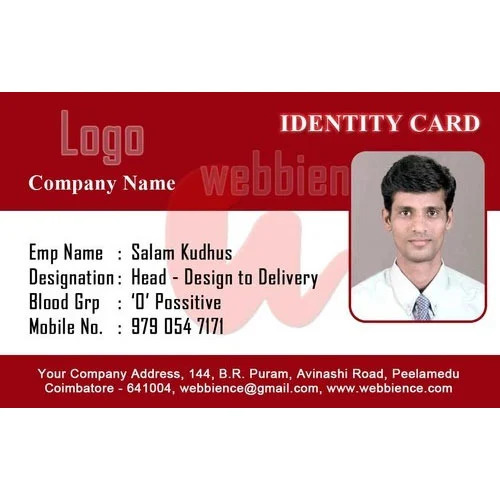 Logo
IDENTITY CARD
Company Name
webbience
Emp Name : Salam Kudhus
Designation : Head - Design to Delivery
Blood Grp : 'O' Possitive
Mobile No. : 979 054 7171
Your Company Address, 144, B.R. Puram, Avinashi Road, Peelamedu
Coimbatore - 641004, webbience@gmail.com, www.webbience.com